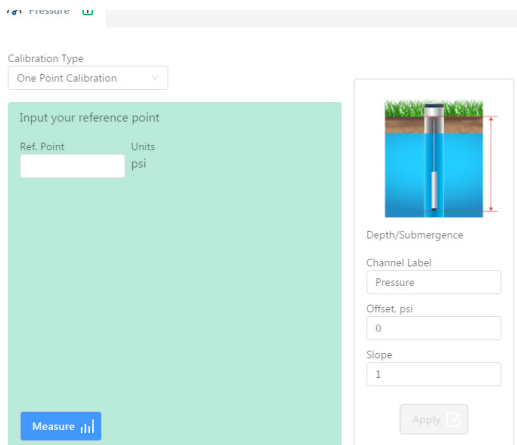 Pressure
Calibration Type
One Point Calibration
Input your reference point
Ref. Point Units
psi
Measure
Depth/Submergence
Channel Label
Pressure
Offset, psi
0
Slope
1
Apply